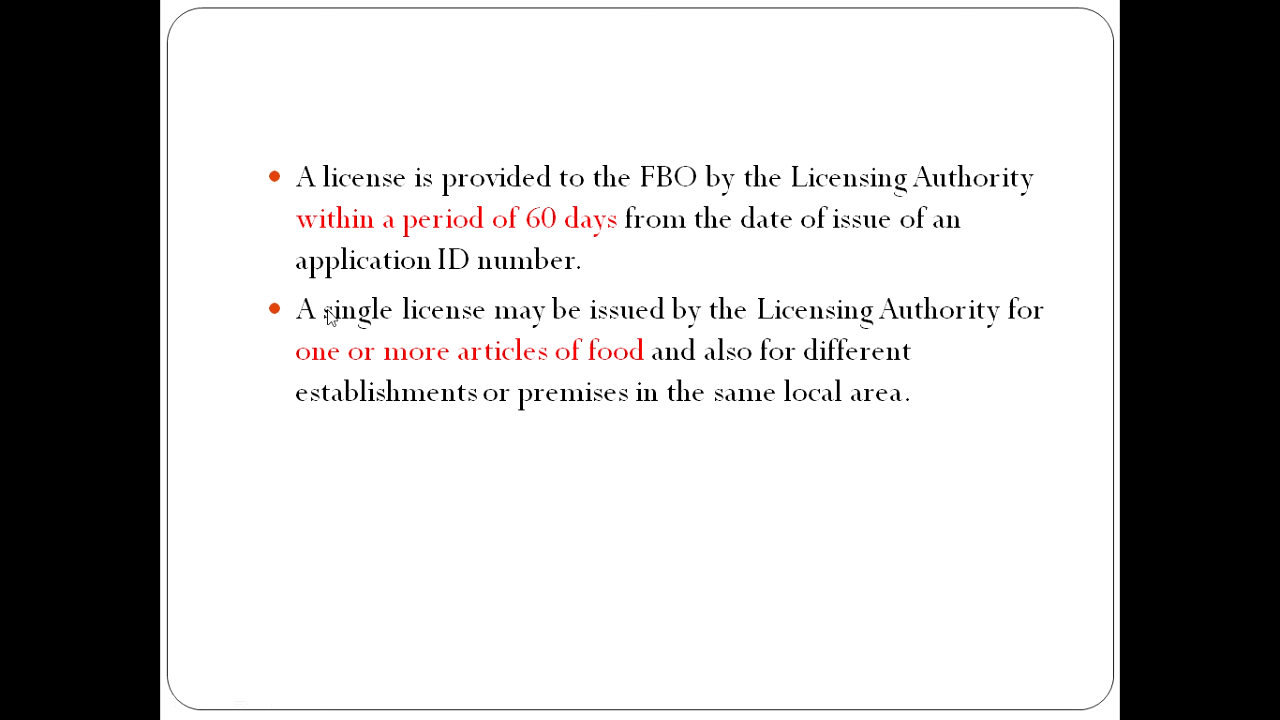 • A license is provided to the FBO by the Licensing Authority
within a period of 60 days from the date of issue of an
application ID number.
• A single license may be issued by the Licensing Authority for
one or more articles of food and also for different
establishments or premises in the same local area.